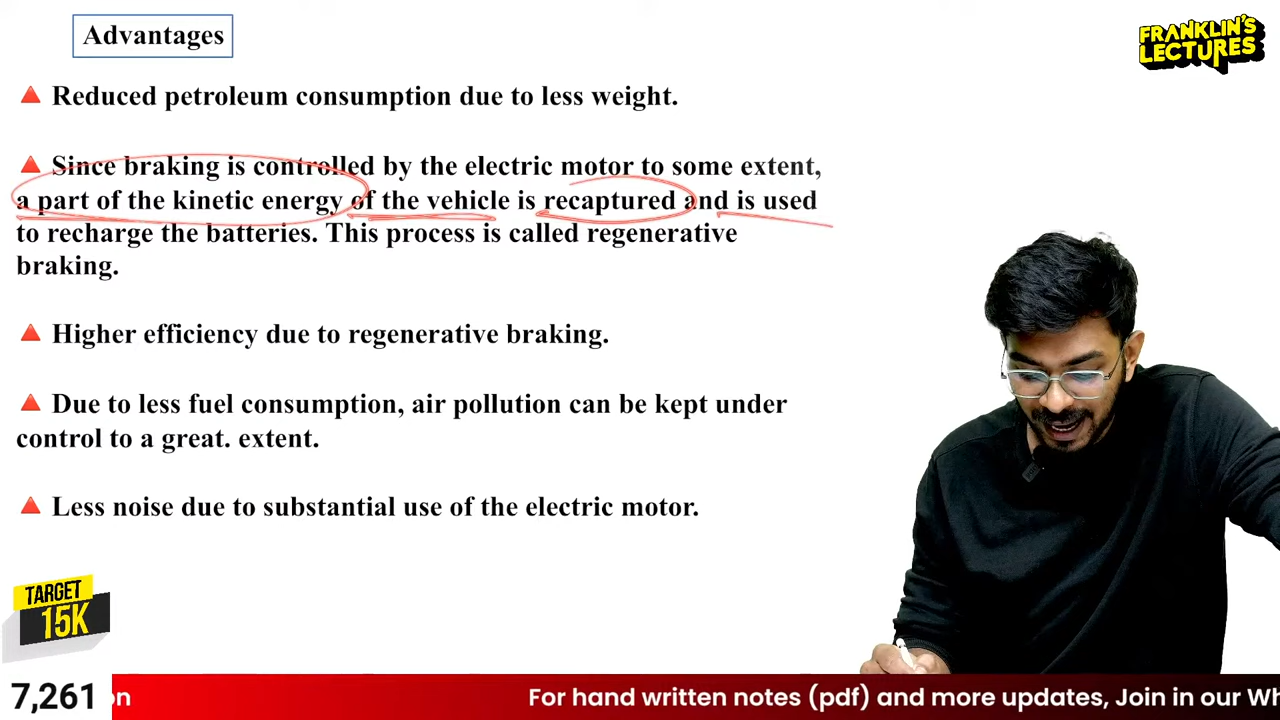 Advantages
FRANKLIN'S
LECTURES
🔺 Reduced petroleum consumption due to less weight.
🔺 Since braking is controlled by the electric motor to some extent,
a part of the kinetic energy of the vehicle is recaptured and is used
to recharge the batteries. This process is called regenerative
braking.
🔺 Higher efficiency due to regenerative braking.
🔺 Due to less fuel consumption, air pollution can be kept under
control to a great. extent.
🔺 Less noise due to substantial use of the electric motor.
TARGET
15K
7,261 on For hand written notes (pdf) and more updates, Join in our Wh